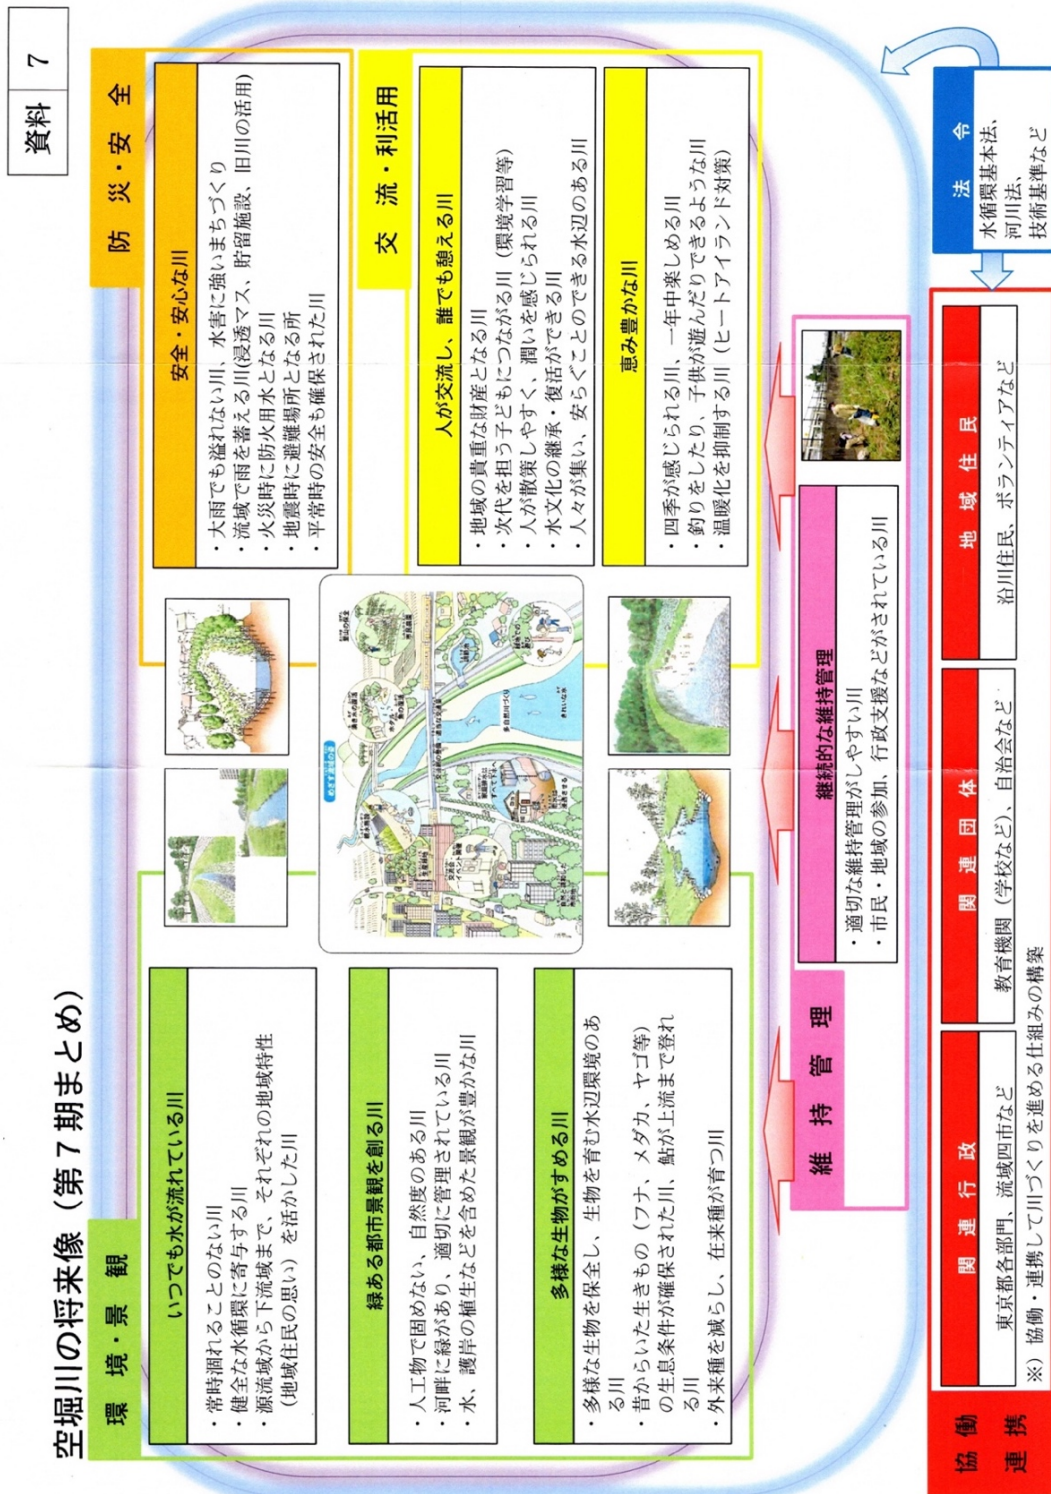 資料 7
空堀川の将来像（第７期まとめ）
環 境・景 観
いつでも水が流れている川
・常時涸れることのない川
・健全な水循環に寄与する川
・源流域から下流域まで、それぞれの地域特性
（地域住民の思い）を活かした川
緑ある都市景観を創る川
・人工物で固めない、自然度のある川
・河畔に緑があり、適切に管理されている川
・水、護岸の植生などを含めた景観が豊かな川
多様な生物がすめる川
・多様な生物を保全し、生物を育む水辺環境のあ
る川
・昔からいた生きもの（フナ、メダカ、ヤゴ等）
の生息条件が確保された川、鮎が上流まで登れ
る川
・外来種を減らし、在来種が育つ川
めざす流域の姿
多自然川づくり
きれいな水
防 災・安 全
安全・安心な川
・大雨でも溢れない川、水害に強いまちづくり
・流域で雨を蓄える川(浸透マス、貯留施設、旧川の活用)
・火災時に防火用水となる川
・地震時に避難場所となる所
・平常時の安全も確保された川
交 流・利活用
人が交流し、誰でも憩える川
・地域の貴重な財産となる川
・次代を担う子どもにつながる川（環境学習等）
・人が散策しやすく、潤いを感じられる川
・水文化の継承・復活ができる川
・人々が集い、安らぐことのできる水辺のある川
恵み豊かな川
・四季が感じられる川、一年中楽しめる川
・釣りをしたり、子供が遊んだりできるような川
・温暖化を抑制する川（ヒートアイランド対策）
維 持 管 理
継続的な維持管理
・適切な維持管理がしやすい川
・市民・地域の参加、行政支援などがされている川
法 令
水循環基本法、
河川法、
技術基準など
協 働
連 携
関 連 行 政
東京都各部門、流域四市など
関 連 団 体
教育機関（学校など）、自治会など
地 域 住 民
沿川住民、ボランティアなど
※）協働・連携して川づくりを進める仕組みの構築